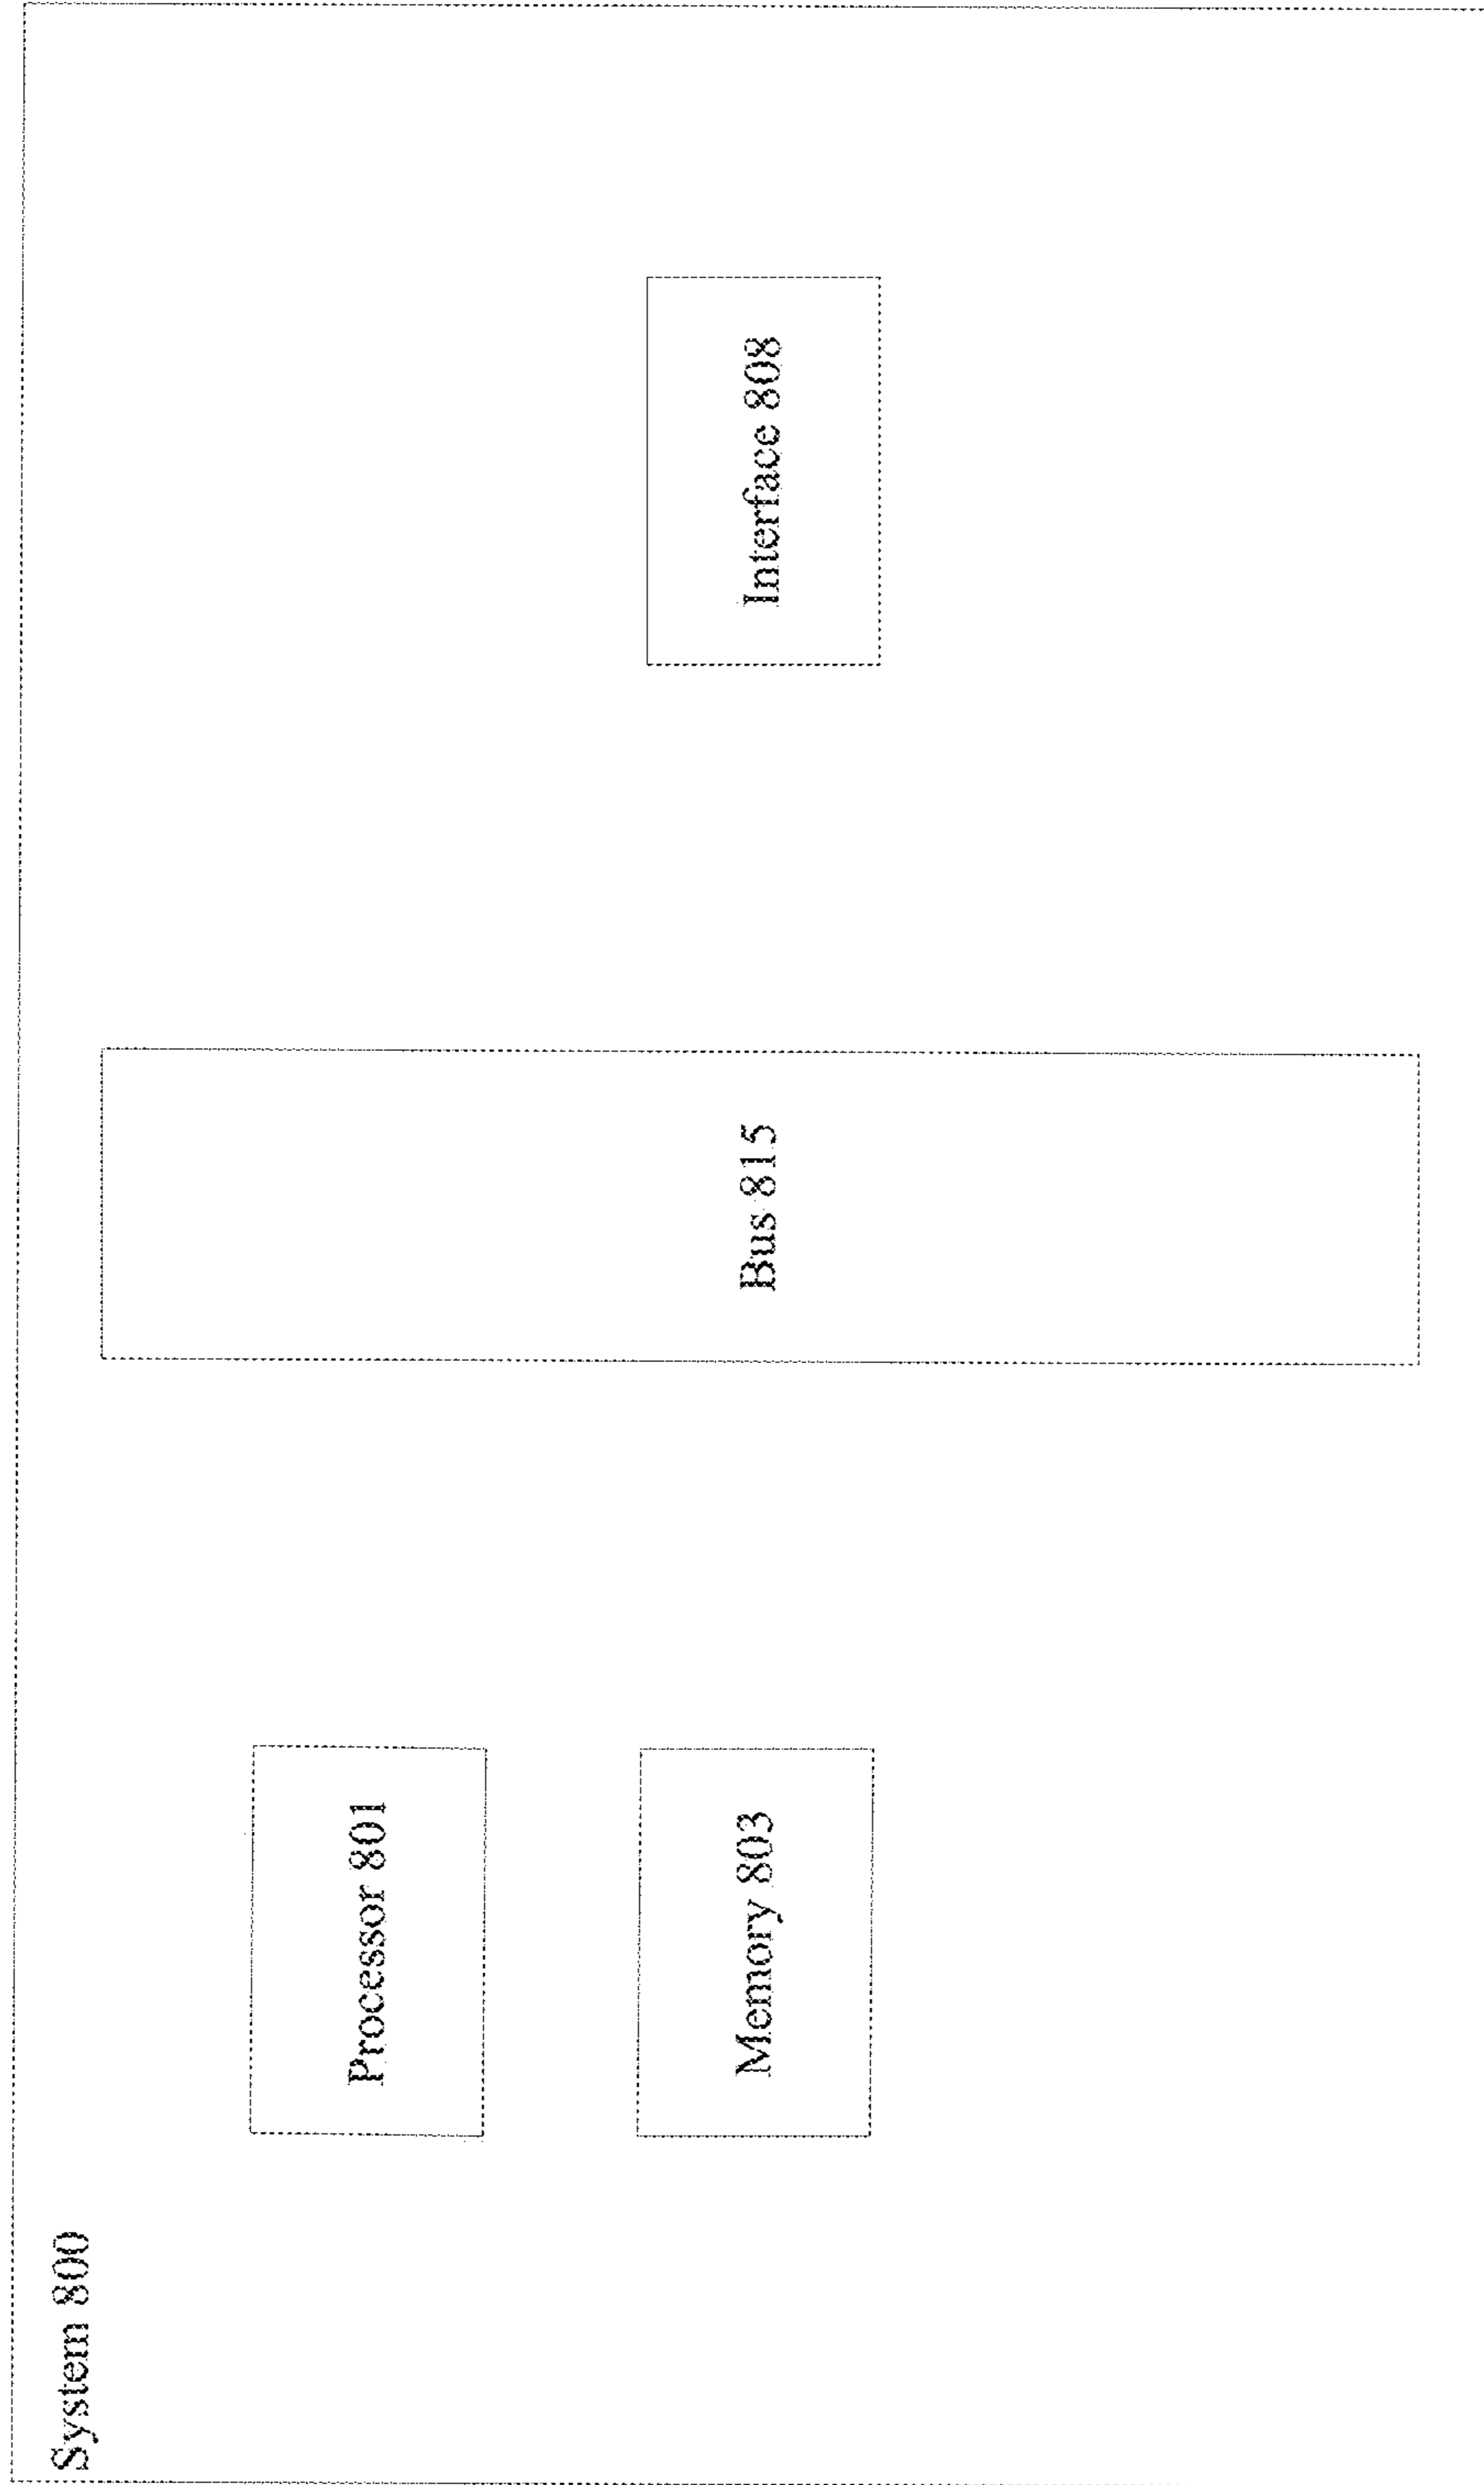 System 800
Processor 801
Memory 803
Bus 815
Interface 808